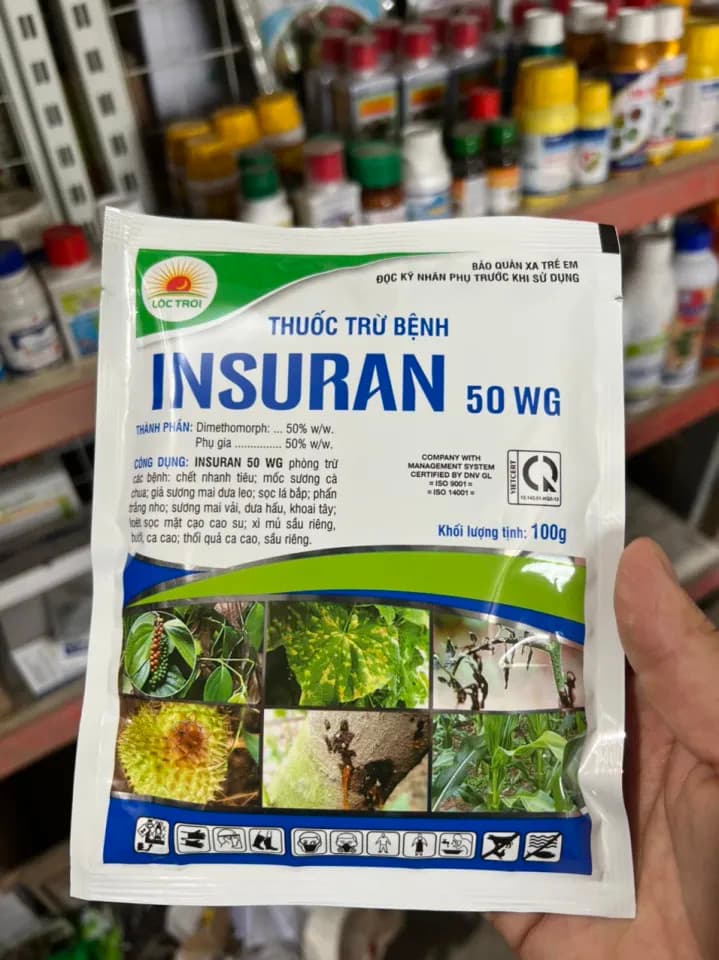 LỘC TRỜI
BẢO QUẢN XA TRẺ EM
ĐỌC KỸ NHÃN PHỤ TRƯỚC KHI SỬ DỤNG
THUỐC TRỪ BỆNH
INSURAN 50 WG
THÀNH PHẦN: Dimethomorph: ... 50% w/w.
Phụ gia ............... 50% w/w.
CÔNG DỤNG: INSURAN 50 WG phòng trừ
các bệnh: chết nhanh tiêu; mốc sương cà
chua; giả sương mai dưa leo; sọc lá bắp; phấn
trắng nho; sương mai vải, dưa hấu, khoai tây;
loét sọc mặt cạo cao su; xì mủ sầu riêng,
bưởi, ca cao; thối quả ca cao, sầu riêng.
COMPANY WITH
MANAGEMENT SYSTEM
CERTIFIED BY DNV GL
= ISO 9001 =
= ISO 14001 =
VIETCERT
Khối lượng tịnh: 100g